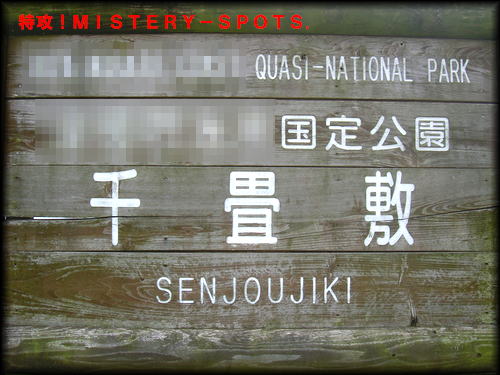 特攻！ＭＩＳＴＥＲＹ－ＳＰＯＴＳ．
QUASI-NATIONAL PARK
国定公園
千畳敷
SENJOUJIKI